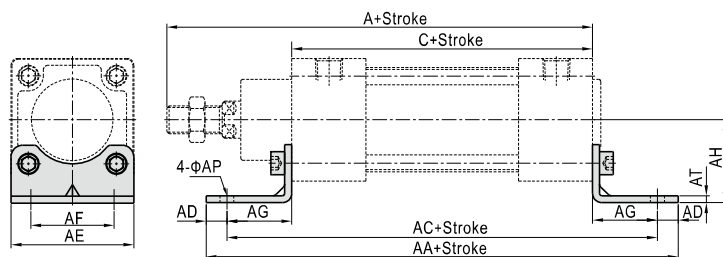 A+Stroke
C+Stroke
4-ΦAP
AT
AH
AD
AG
AG
AD
AF
AC+Stroke
AE
AA+Stroke